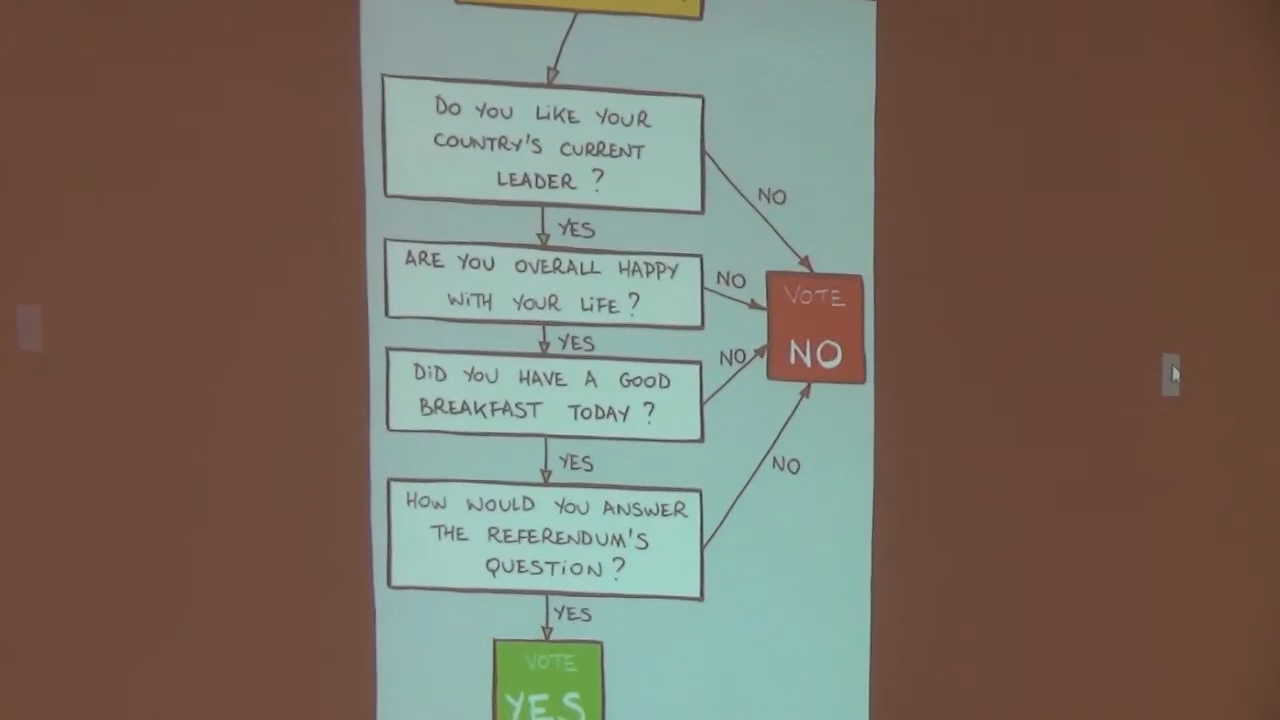 DO YOU LIKE YOUR
COUNTRY'S CURRENT
LEADER ?
NO
YES
ARE YOU OVERALL HAPPY
WITH YOUR LIFE ?
NO
VOTE
NO
YES
DID YOU HAVE A GOOD
BREAKFAST TODAY ?
NO
YES
HOW WOULD YOU ANSWER
THE REFERENDUM'S
QUESTION ?
NO
YES
VOTE
YES